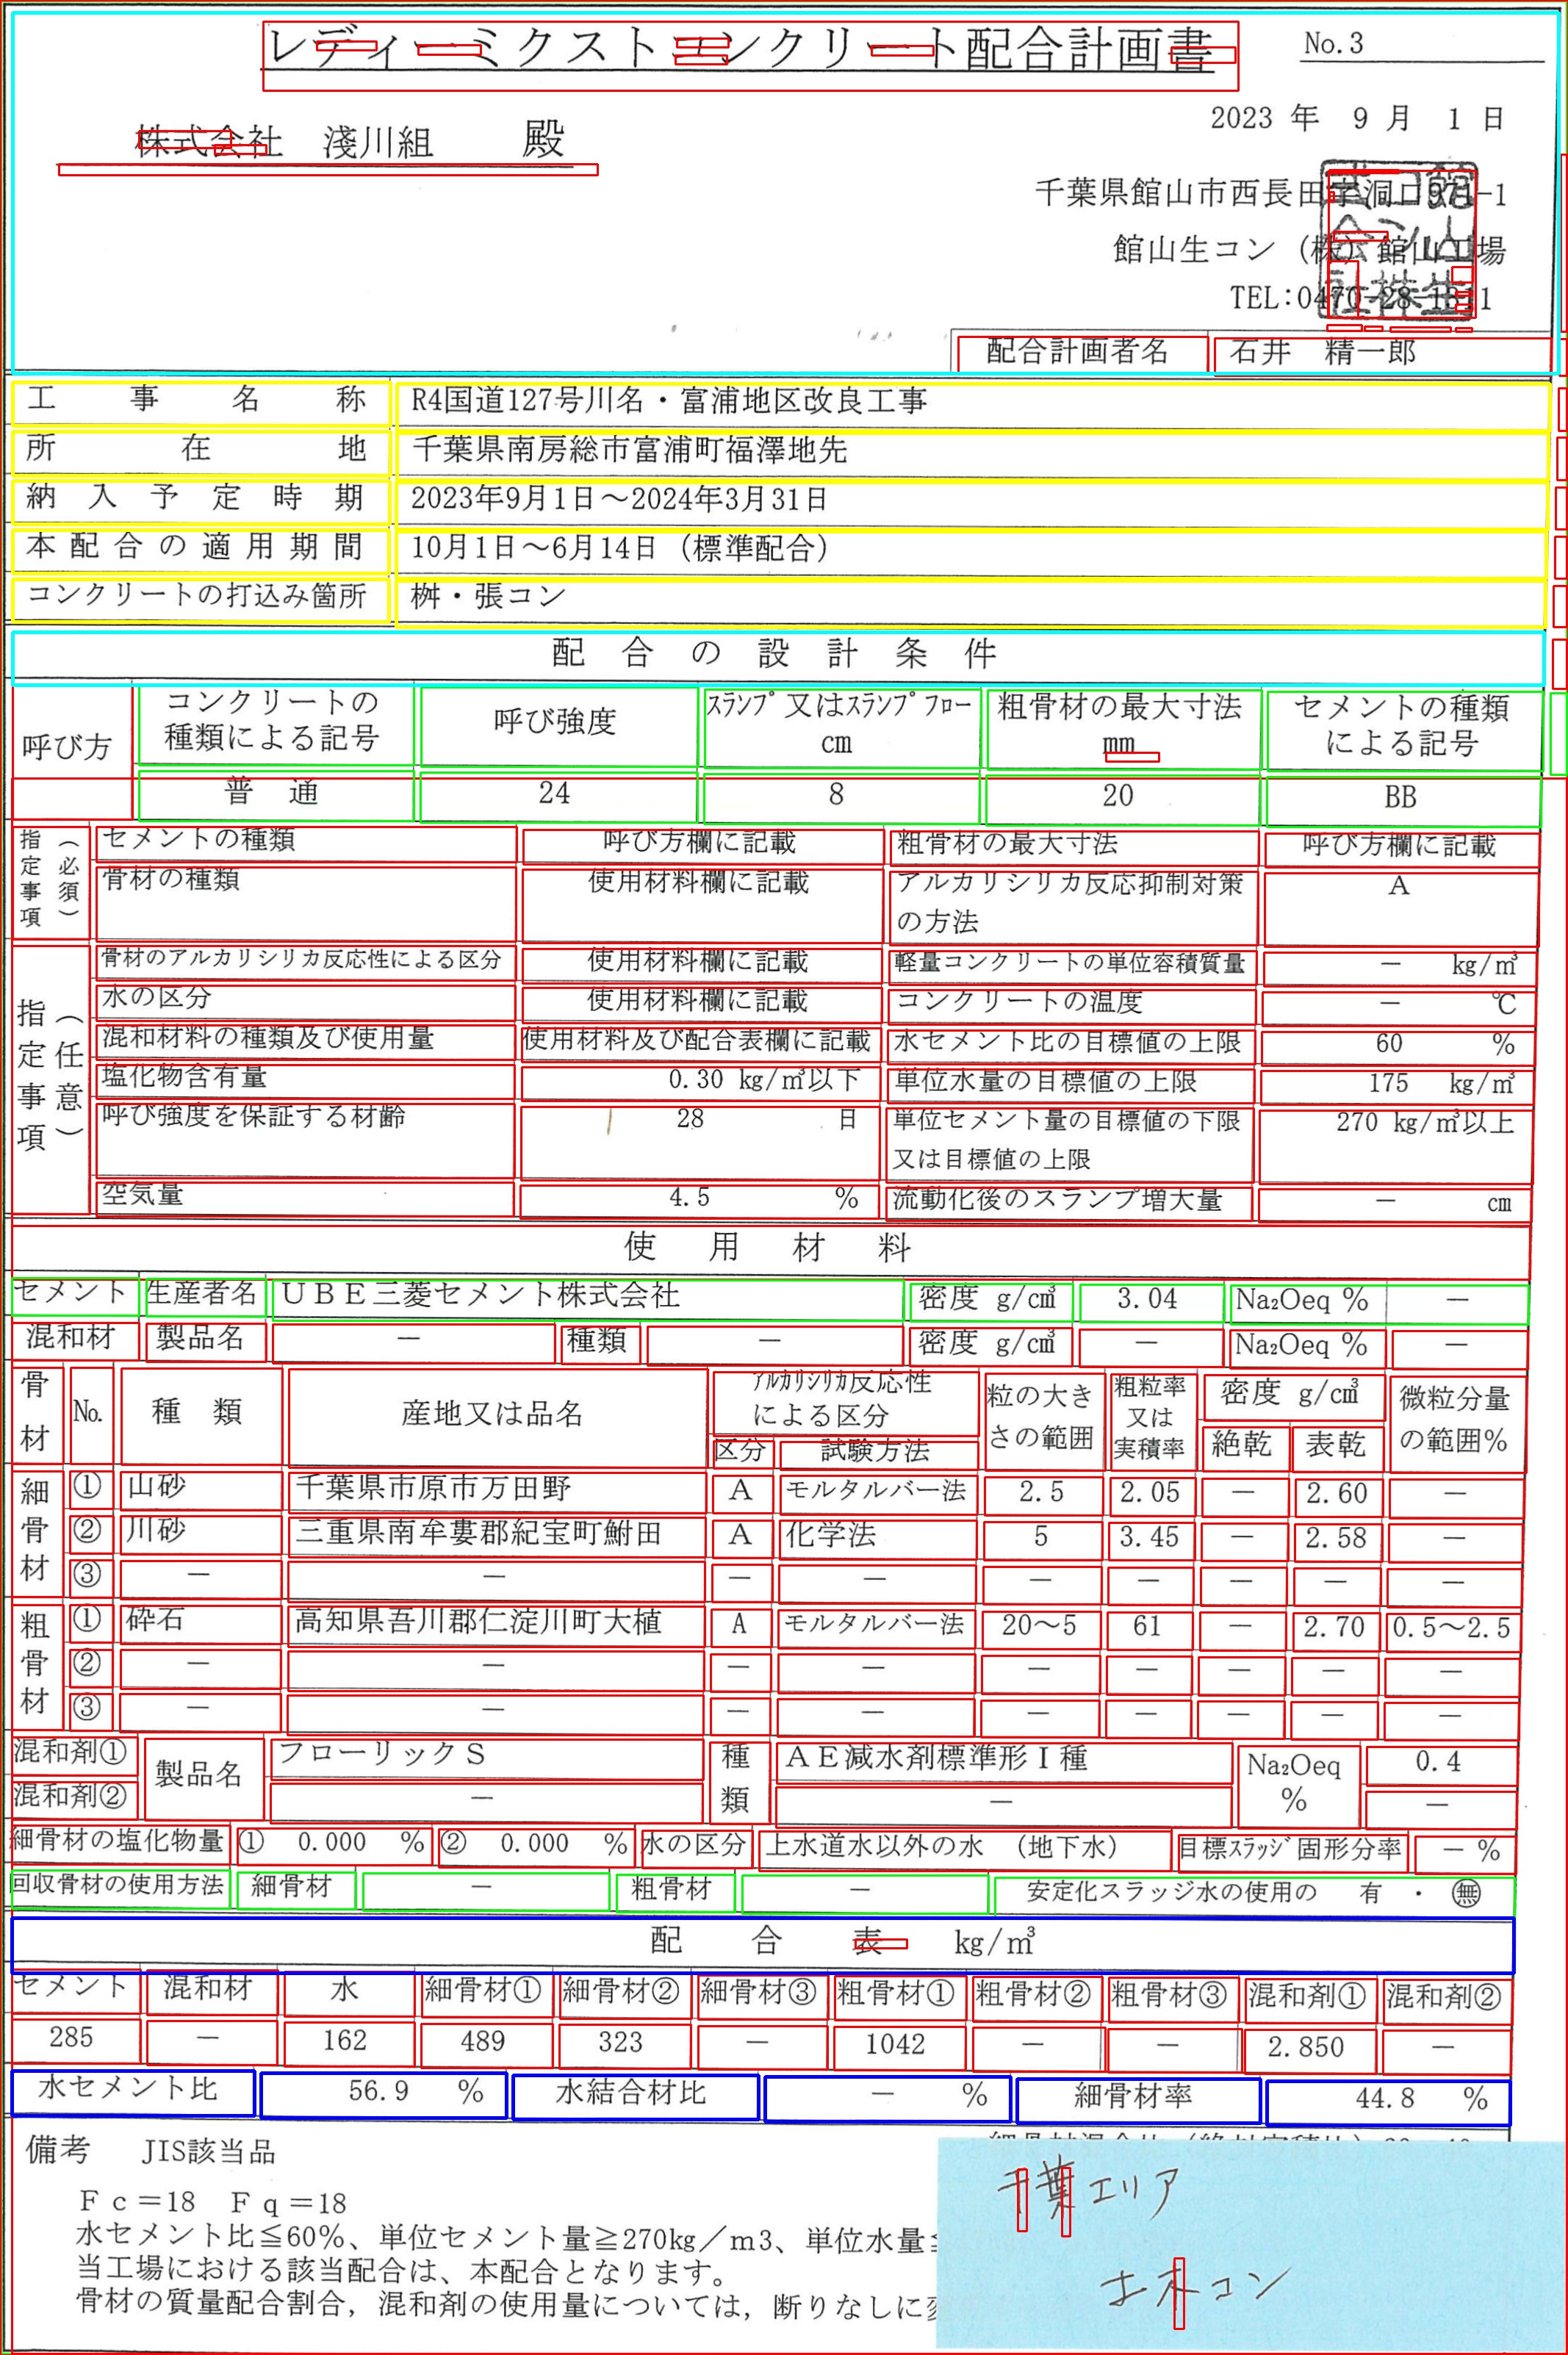 レディーミクストコンクリート配合計画書 No.3
2023 年 9 月 1 日
株式会社 淺川組 殿
千葉県館山市西長田字洞口971-1
館山生コン (株) 館山工場
TEL:0470-28-1311
配合計画者名 石井 精一郎
工事名称 R4国道127号川名・富浦地区改良工事
所在地 千葉県南房総市富浦町福澤地先
納入予定時期 2023年9月1日～2024年3月31日
本配合の適用期間 10月1日～6月14日 (標準配合)
コンクリートの打込み箇所 桝・張コン
配合の設計条件
呼び方 コンクリートの種類による記号 呼び強度 スランプ又はスランプフロー cm 粗骨材の最大寸法 mm セメントの種類による記号
普通 24 8 20 BB
指定事項(必須) セメントの種類 呼び方欄に記載 粗骨材の最大寸法 呼び方欄に記載
骨材の種類 使用材料欄に記載 アルカリシリカ反応抑制対策の方法 A
指定事項(任意) 骨材のアルカリシリカ反応性による区分 使用材料欄に記載 軽量コンクリートの単位容積質量 － kg/㎥
水の区分 使用材料欄に記載 コンクリートの温度 － ℃
混和材料の種類及び使用量 使用材料及び配合表欄に記載 水セメント比の目標値の上限 60 %
塩化物含有量 0.30 kg/㎥以下 単位水量の目標値の上限 175 kg/㎥
呼び強度を保証する材齢 28 日 単位セメント量の目標値の下限又は目標値の上限 270 kg/㎥以上
空気量 4.5 % 流動化後のスランプ増大量 － cm
使用材料
セメント 生産者名 UBE三菱セメント株式会社 密度 g/c㎥ 3.04 Na₂Oeq % －
混和材 製品名 － 種類 － 密度 g/c㎥ － Na₂Oeq % －
骨材 No. 種類 産地又は品名 アルカリシリカ反応性による区分 粒の大きさの範囲 粗粒率又は実積率 密度 g/c㎥ 微粒分量の範囲%
区分 試験方法 絶乾 表乾
細骨材 ① 山砂 千葉県市原市万田野 A モルタルバー法 2.5 2.05 － 2.60 －
② 川砂 三重県南牟婁郡紀宝町鮒田 A 化学法 5 3.45 － 2.58 －
③ － － － － － － － － －
粗骨材 ① 砕石 高知県吾川郡仁淀川町大植 A モルタルバー法 20～5 61 － 2.70 0.5～2.5
② － － － － － － － － －
③ － － － － － － － － －
混和剤① 製品名 フローリックS 種類 AE減水剤標準形Ⅰ種 Na₂Oeq % 0.4
混和剤② － － －
細骨材の塩化物量 ① 0.000 % ② 0.000 % 水の区分 上水道水以外の水 (地下水) 目標スラッジ固形分率 － %
回収骨材の使用方法 細骨材 － 粗骨材 － 安定化スラッジ水の使用の 有 ・ ㊇
配合表 kg/㎥
セメント 混和材 水 細骨材① 細骨材② 細骨材③ 粗骨材① 粗骨材② 粗骨材③ 混和剤① 混和剤②
285 － 162 489 323 － 1042 － － 2.850 －
水セメント比 56.9 % 水結合材比 － % 細骨材率 44.8 %
備考 JIS該当品
Fc=18 Fq=18
水セメント比≦60%、単位セメント量≧270kg／m3、単位水量
当工場における該当配合は、本配合となります。
骨材の質量配合割合，混和剤の使用量については，断りなしに
千葉エリア
土木コン